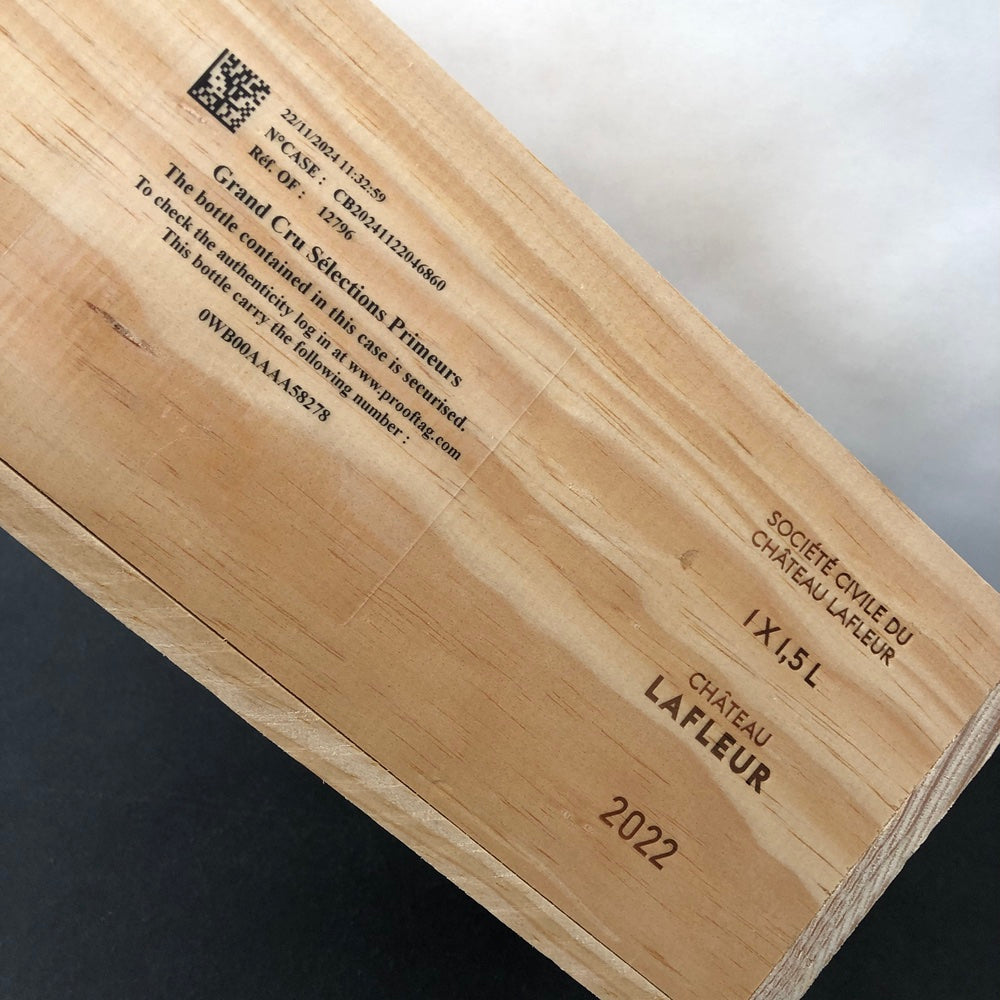 22/11/2024 11:32:59
N°CASE : CB20241122046860
Réf. OF : 12796
Grand Cru Sélections Primeurs
The bottle contained in this case is securised.
To check the authenticity log in at www.prooftag.com
This bottle carry the following number :
0WB00AAAA58278
SOCIÉTÉ CIVILE DU
CHÂTEAU LAFLEUR
1 X 1,5 L
CHÂTEAU
LAFLEUR
2022